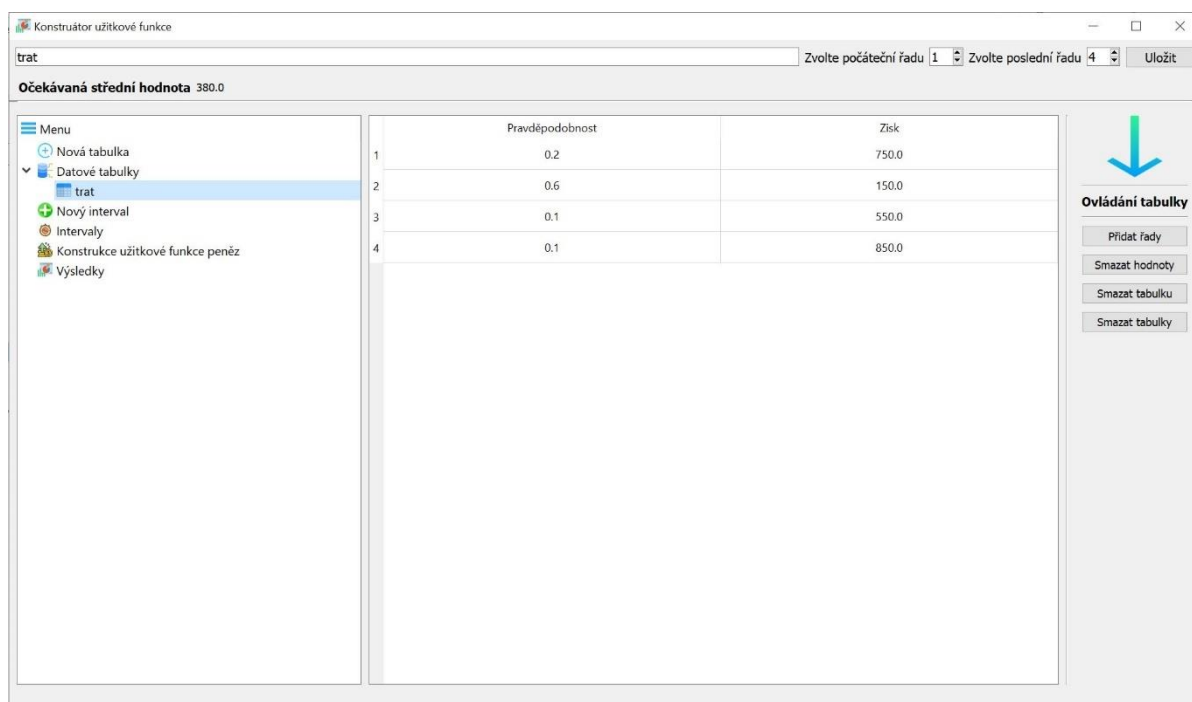 Konstruátor užitkové funkce
trat Zvolte počáteční řadu 1 Zvolte poslední řadu 4 Uložit
Očekávaná střední hodnota 380.0
Menu
Nová tabulka
Datové tabulky
trat
Nový interval
Intervaly
Konstrukce užitkové funkce peněz
Výsledky
Pravděpodobnost Zisk
1 0.2 750.0
2 0.6 150.0
3 0.1 550.0
4 0.1 850.0
Ovládání tabulky
Přidat řady
Smazat hodnoty
Smazat tabulku
Smazat tabulky